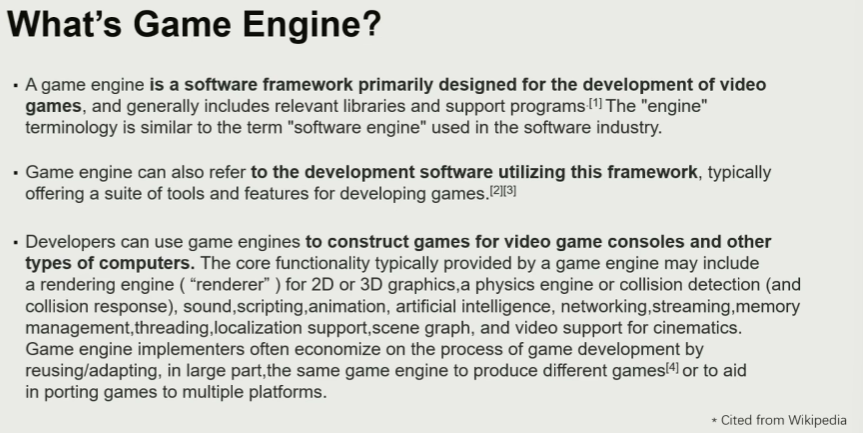 What's Game Engine?
▪ A game engine is a software framework primarily designed for the development of video
games, and generally includes relevant libraries and support programs.[1] The "engine"
terminology is similar to the term "software engine" used in the software industry.
▪ Game engine can also refer to the development software utilizing this framework, typically
offering a suite of tools and features for developing games.[2][3]
▪ Developers can use game engines to construct games for video game consoles and other
types of computers. The core functionality typically provided by a game engine may include
a rendering engine ( “renderer” ) for 2D or 3D graphics,a physics engine or collision detection (and
collision response), sound,scripting,animation, artificial intelligence, networking,streaming,memory
management,threading,localization support,scene graph, and video support for cinematics.
Game engine implementers often economize on the process of game development by
reusing/adapting, in large part,the same game engine to produce different games[4] or to aid
in porting games to multiple platforms.
* Cited from Wikipedia